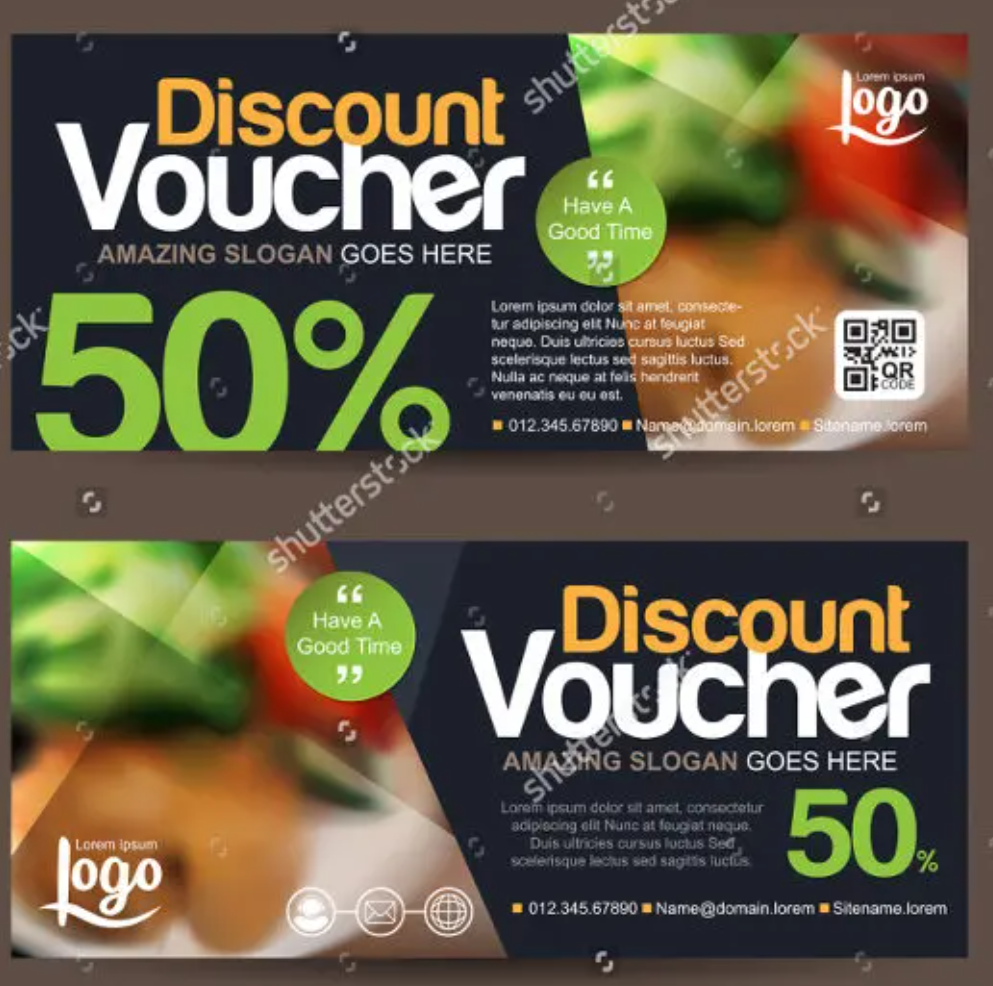 shutterstock
Lorem ipsum
Logo
Discount
Voucher
AMAZING SLOGAN GOES HERE
“
Have A
Good Time
”
50%
Lorem ipsum dolor sit amet, consecte-
tur adipiscing elit Nunc at feugiat
neque. Duis ultricies cursus luctus Sed
scelerisque lectus sed sagittis luctus.
Nulla ac neque at felis hendrerit
venenatis eu eu est.
QR
CODE
012.345.67890 Name@domain.lorem Sitename.lorem
shutterstock
shutterstock
shutterstock
“
Have A
Good Time
”
Discount
Voucher
AMAZING SLOGAN GOES HERE
shutterstock
Lorem ipsum dolor sit amet, consectetur
adipiscing elit Nunc at feugiat neque.
Duis ultricies cursus luctus Sed
scelerisque lectus sed sagittis luctus.
50%
Lorem ipsum
Logo
012.345.67890 Name@domain.lorem Sitename.lorem